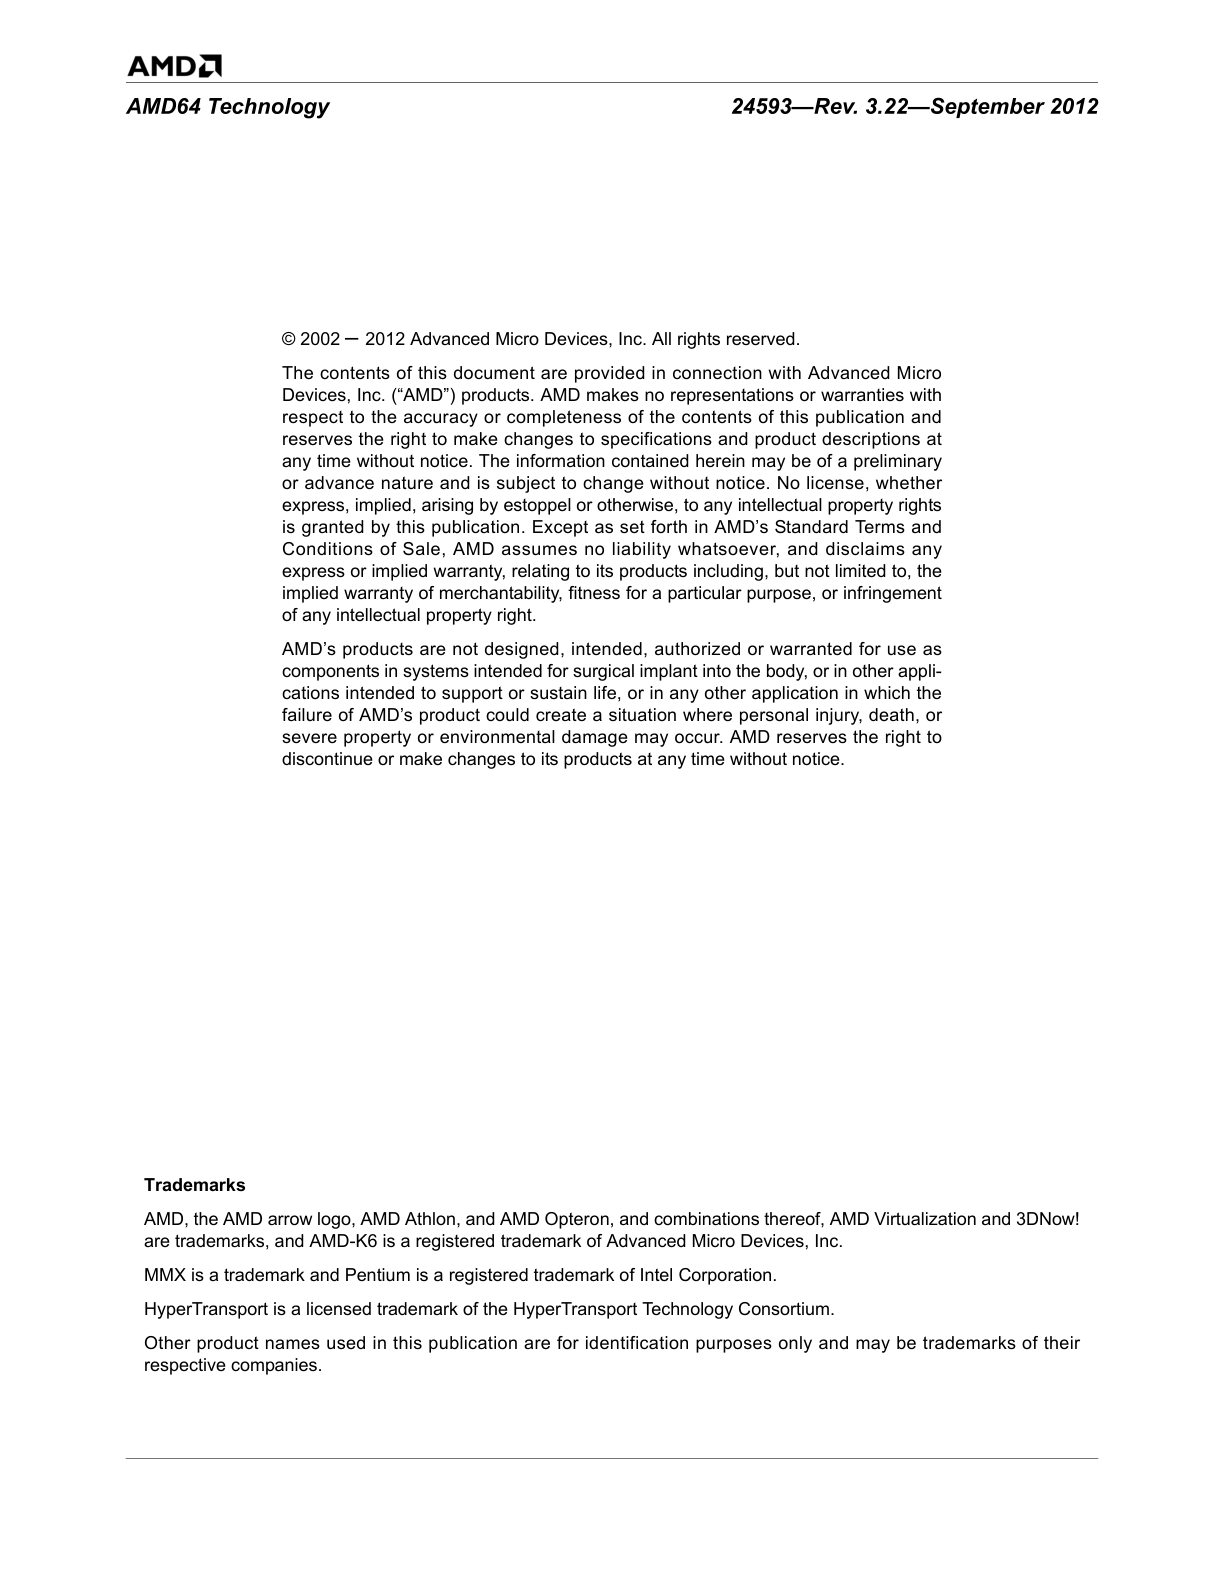 AMD
AMD64 Technology
24593—Rev. 3.22—September 2012
© 2002 — 2012 Advanced Micro Devices, Inc. All rights reserved.
The contents of this document are provided in connection with Advanced Micro
Devices, Inc. (“AMD”) products. AMD makes no representations or warranties with
respect to the accuracy or completeness of the contents of this publication and
reserves the right to make changes to specifications and product descriptions at
any time without notice. The information contained herein may be of a preliminary
or advance nature and is subject to change without notice. No license, whether
express, implied, arising by estoppel or otherwise, to any intellectual property rights
is granted by this publication. Except as set forth in AMD’s Standard Terms and
Conditions of Sale, AMD assumes no liability whatsoever, and disclaims any
express or implied warranty, relating to its products including, but not limited to, the
implied warranty of merchantability, fitness for a particular purpose, or infringement
of any intellectual property right.
AMD’s products are not designed, intended, authorized or warranted for use as
components in systems intended for surgical implant into the body, or in other appli-
cations intended to support or sustain life, or in any other application in which the
failure of AMD’s product could create a situation where personal injury, death, or
severe property or environmental damage may occur. AMD reserves the right to
discontinue or make changes to its products at any time without notice.
Trademarks
AMD, the AMD arrow logo, AMD Athlon, and AMD Opteron, and combinations thereof, AMD Virtualization and 3DNow!
are trademarks, and AMD-K6 is a registered trademark of Advanced Micro Devices, Inc.
MMX is a trademark and Pentium is a registered trademark of Intel Corporation.
HyperTransport is a licensed trademark of the HyperTransport Technology Consortium.
Other product names used in this publication are for identification purposes only and may be trademarks of their
respective companies.